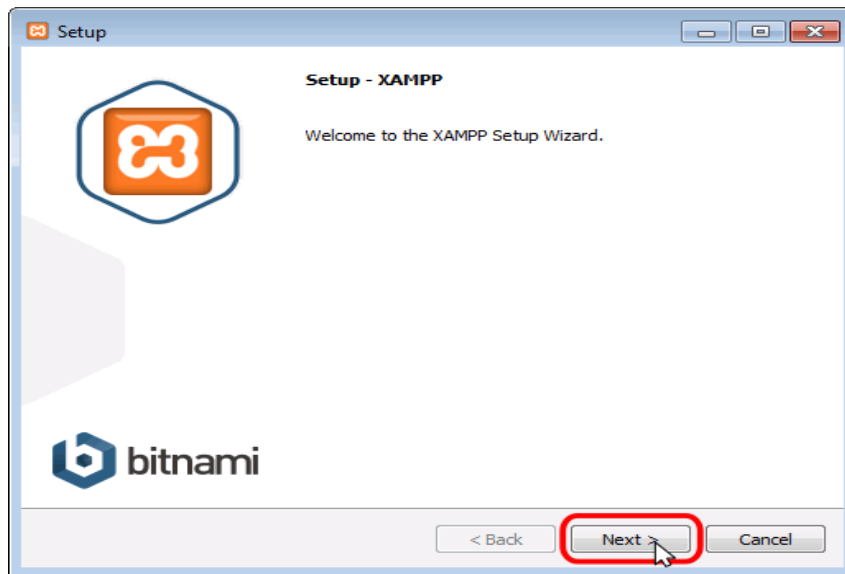 Setup
Setup - XAMPP
Welcome to the XAMPP Setup Wizard.
bitnami
< Back Next > Cancel